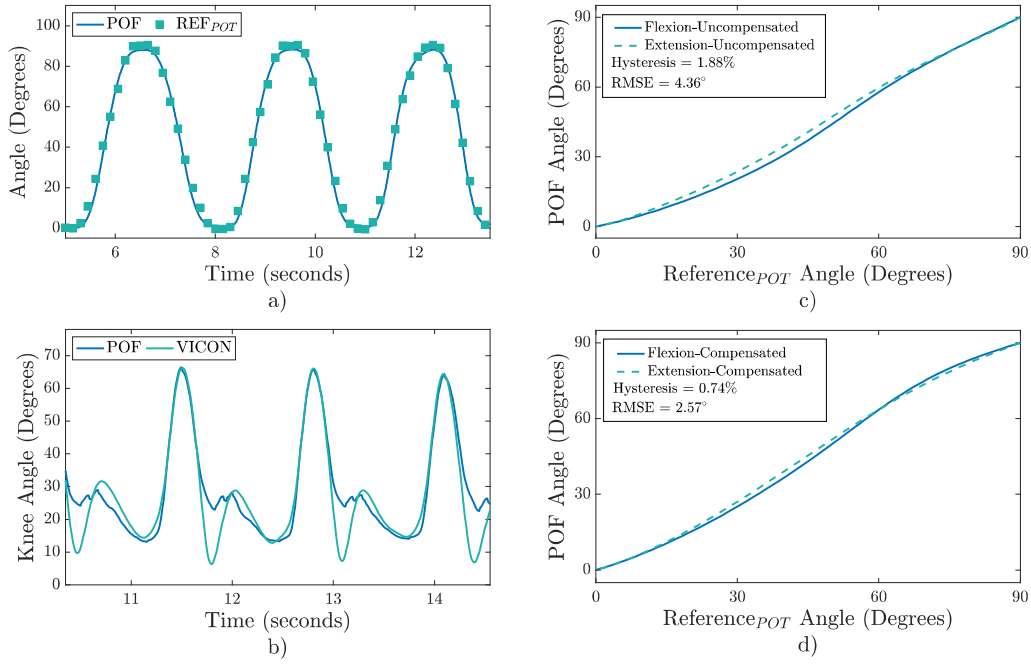 POF REF_POT
Angle (Degrees)
100
80
60
40
20
0
6 8 10 12
Time (seconds)
a)
POF VICON
Knee Angle (Degrees)
70
60
50
40
30
20
10
0
11 12 13 14
Time (seconds)
b)
Flexion-Uncompensated
Extension-Uncompensated
Hysteresis = 1.88%
RMSE = 4.36°
POF Angle (Degrees)
90
60
30
0
0 30 60 90
Reference_POT Angle (Degrees)
c)
Flexion-Compensated
Extension-Compensated
Hysteresis = 0.74%
RMSE = 2.57°
POF Angle (Degrees)
90
60
30
0
0 30 60 90
Reference_POT Angle (Degrees)
d)